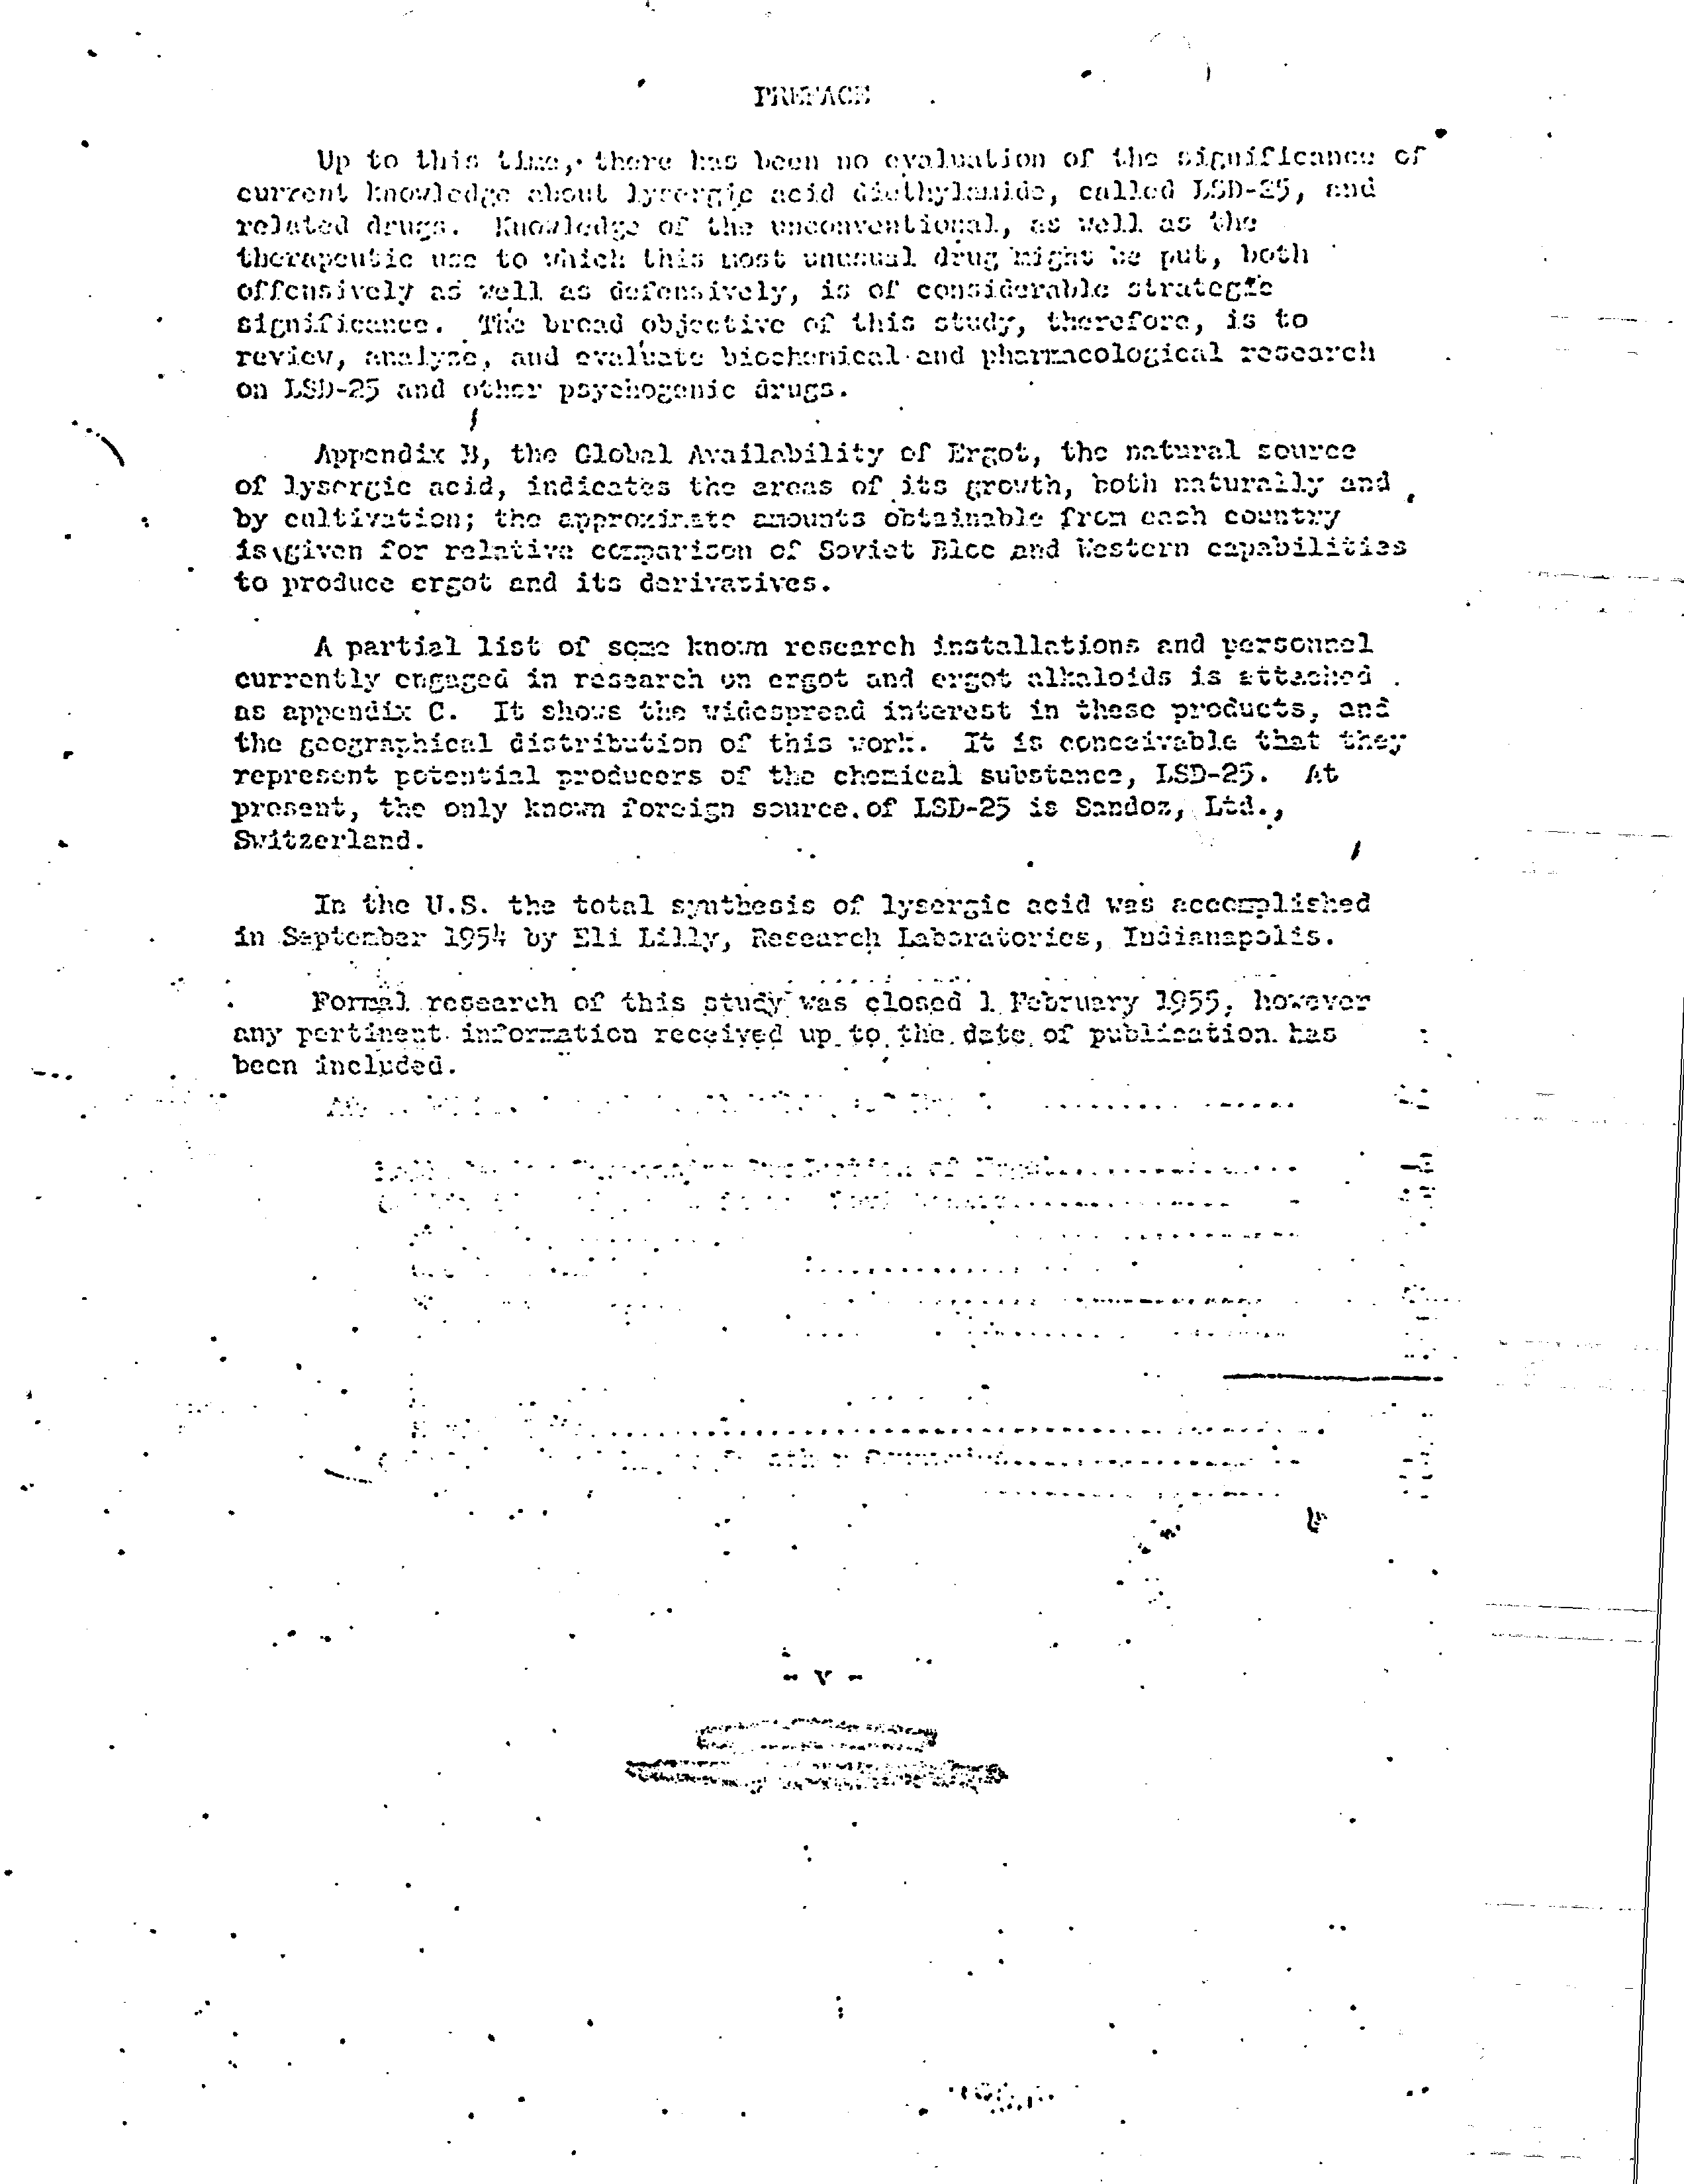 PREFACE
Up to this time, there has been no evaluation of the significance of
current knowledge about lysergic acid diethylamide, called LSD-25, and
related drugs. Knowledge of the unconventional, as well as the
therapeutic use to which this most unusual drug might be put, both
offensively as well as defensively, is of considerable strategic
significance. The broad objective of this study, therefore, is to
review, analyze, and evaluate biochemical and pharmacological research
on LSD-25 and other psychogenic drugs.
Appendix B, the Global Availability of Ergot, the natural source
of lysergic acid, indicates the areas of its growth, both naturally and
by cultivation; the approximate amounts obtainable from each country
is given for relative comparison of Soviet Bloc and Western capabilities
to produce ergot and its derivatives.
A partial list of some known research installations and personnel
currently engaged in research on ergot and ergot alkaloids is attached
as appendix C. It shows the widespread interest in these products, and
the geographical distribution of this work. It is conceivable that they
represent potential producers of the chemical substance, LSD-25. At
present, the only known foreign source of LSD-25 is Sandoz, Ltd.,
Switzerland.
In the U.S. the total synthesis of lysergic acid was accomplished
in September 1954 by Eli Lilly, Research Laboratories, Indianapolis.
Formal research of this study was closed 1 February 1955, however
any pertinent information received up to the date of publication has
been included.
- v -